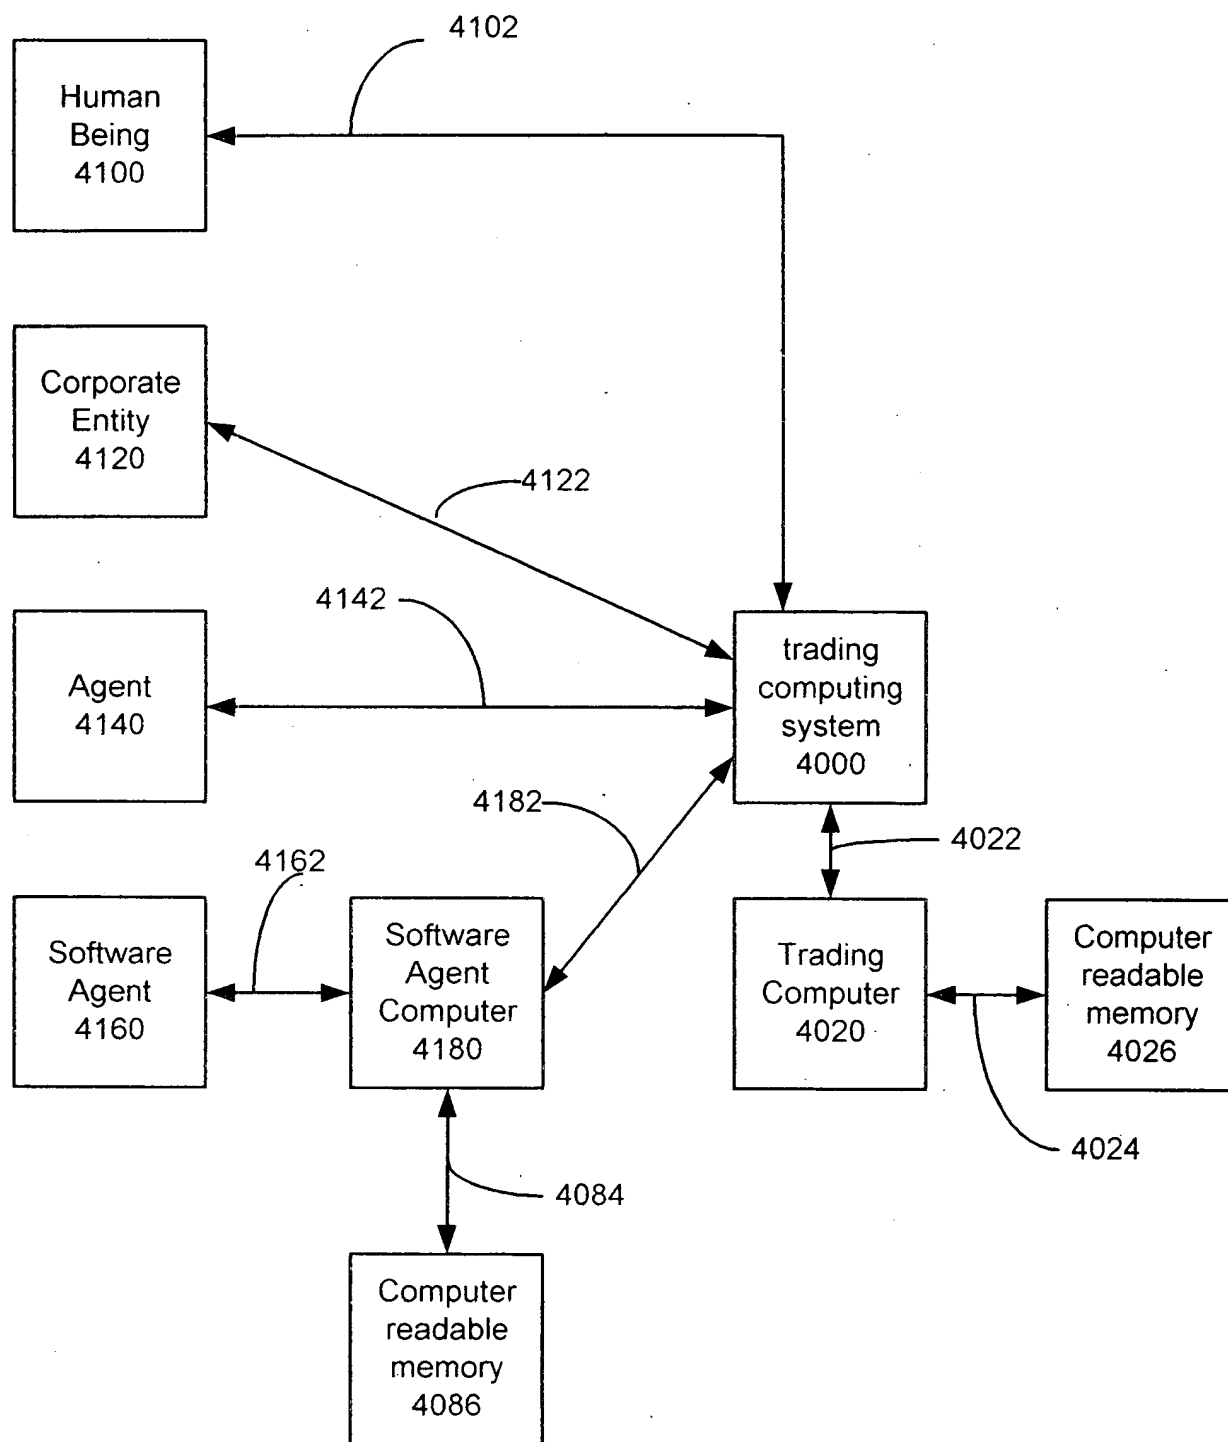 4102
Human
Being
4100
Corporate
Entity
4120
4122
4142
Agent
4140
trading
computing
system
4000
4182
4022
4162
Software
Agent
4160
Software
Agent
Computer
4180
Trading
Computer
4020
Computer
readable
memory
4026
4024
4084
Computer
readable
memory
4086